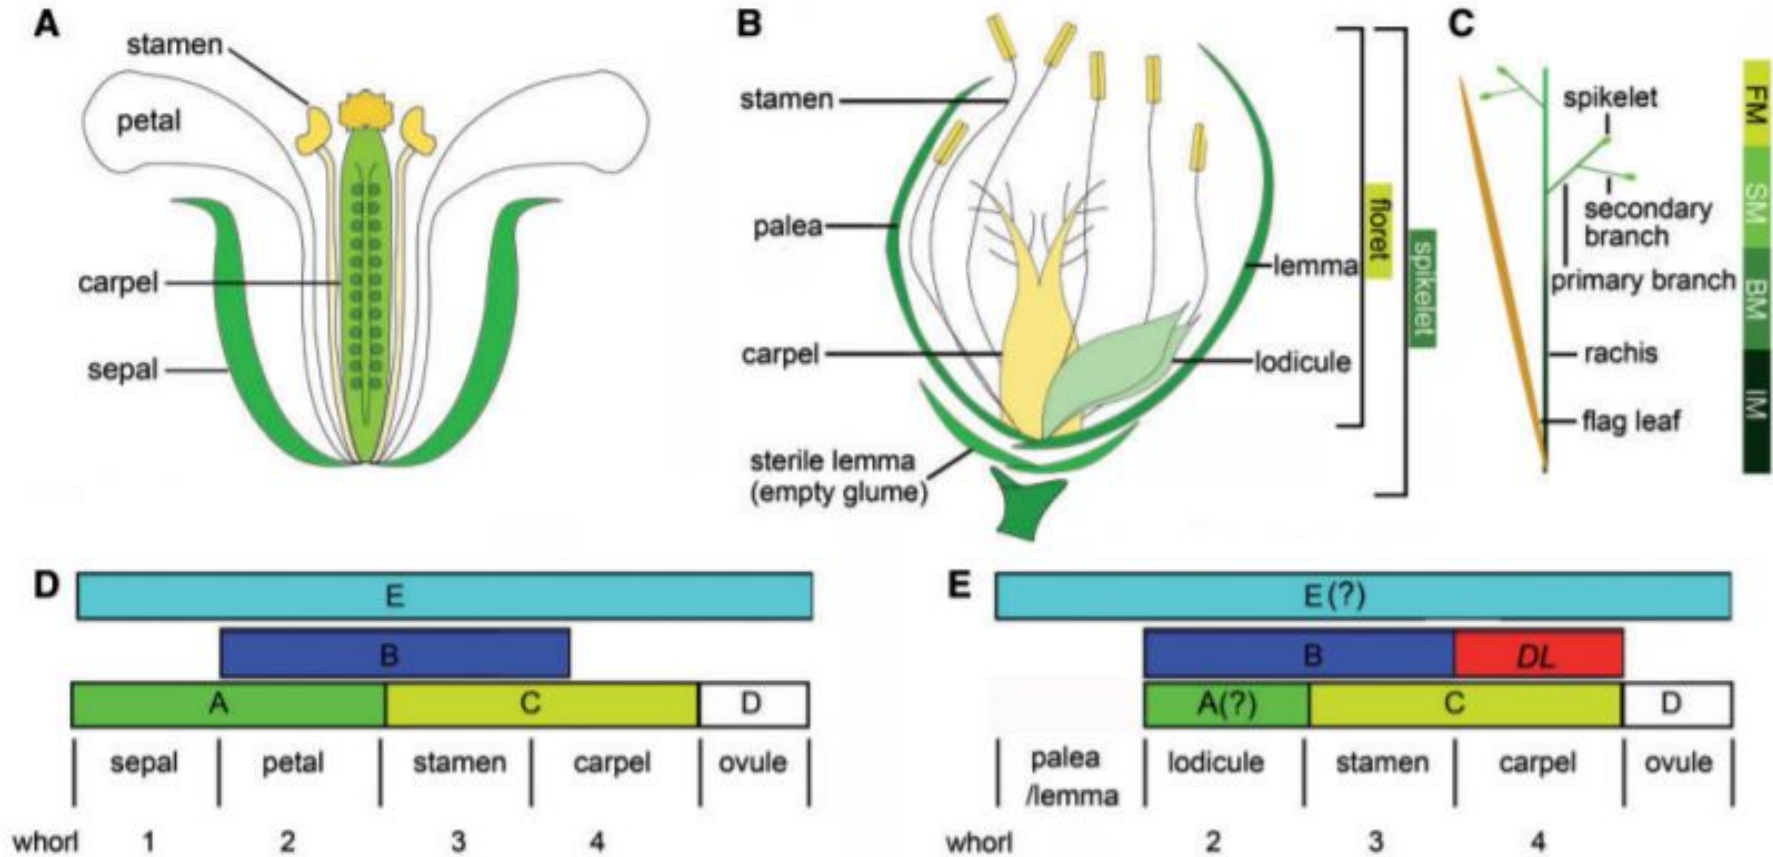 A
stamen
petal
carpel
sepal
B
stamen
palea
carpel
sterile lemma
(empty glume)
lemma
lodicule
floret
spikelet
C
spikelet
secondary
branch
primary branch
rachis
flag leaf
FM
SM
BM
IM
D
E
B
A C D
sepal petal stamen carpel ovule
whorl 1 2 3 4
E
E(?)
B DL
A(?) C D
palea
/lemma
lodicule stamen carpel ovule
whorl 2 3 4